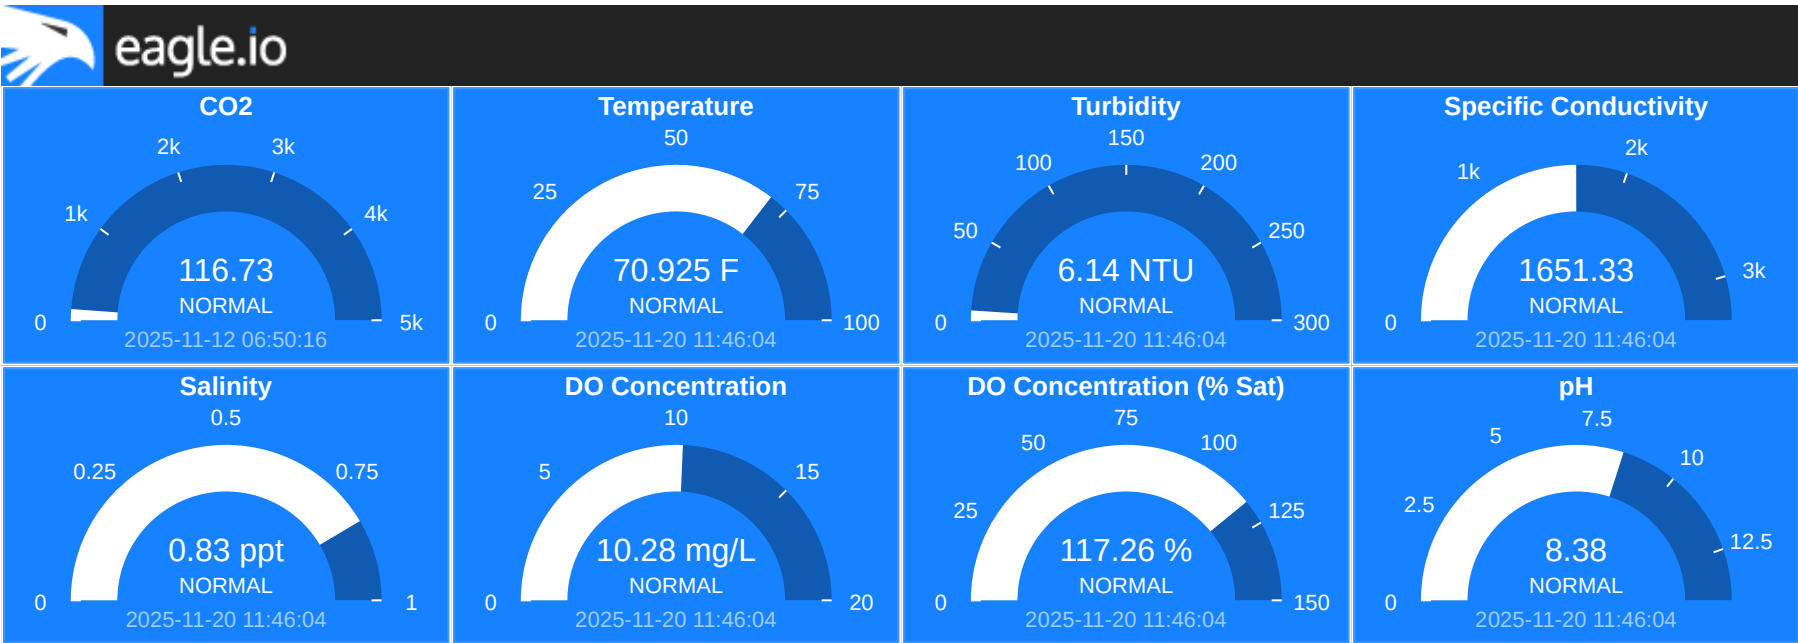 eagle.io
CO2
0
1k
2k
3k
4k
5k
116.73
NORMAL
2025-11-12 06:50:16
Temperature
0
25
50
75
100
70.925 F
NORMAL
2025-11-20 11:46:04
Turbidity
0
50
100
150
200
250
300
6.14 NTU
NORMAL
2025-11-20 11:46:04
Specific Conductivity
0
1k
2k
3k
1651.33
NORMAL
2025-11-20 11:46:04
Salinity
0
0.25
0.5
0.75
1
0.83 ppt
NORMAL
2025-11-20 11:46:04
DO Concentration
0
5
10
15
20
10.28 mg/L
NORMAL
2025-11-20 11:46:04
DO Concentration (% Sat)
0
25
50
75
100
125
150
117.26 %
NORMAL
2025-11-20 11:46:04
pH
0
2.5
5
7.5
10
12.5
8.38
NORMAL
2025-11-20 11:46:04